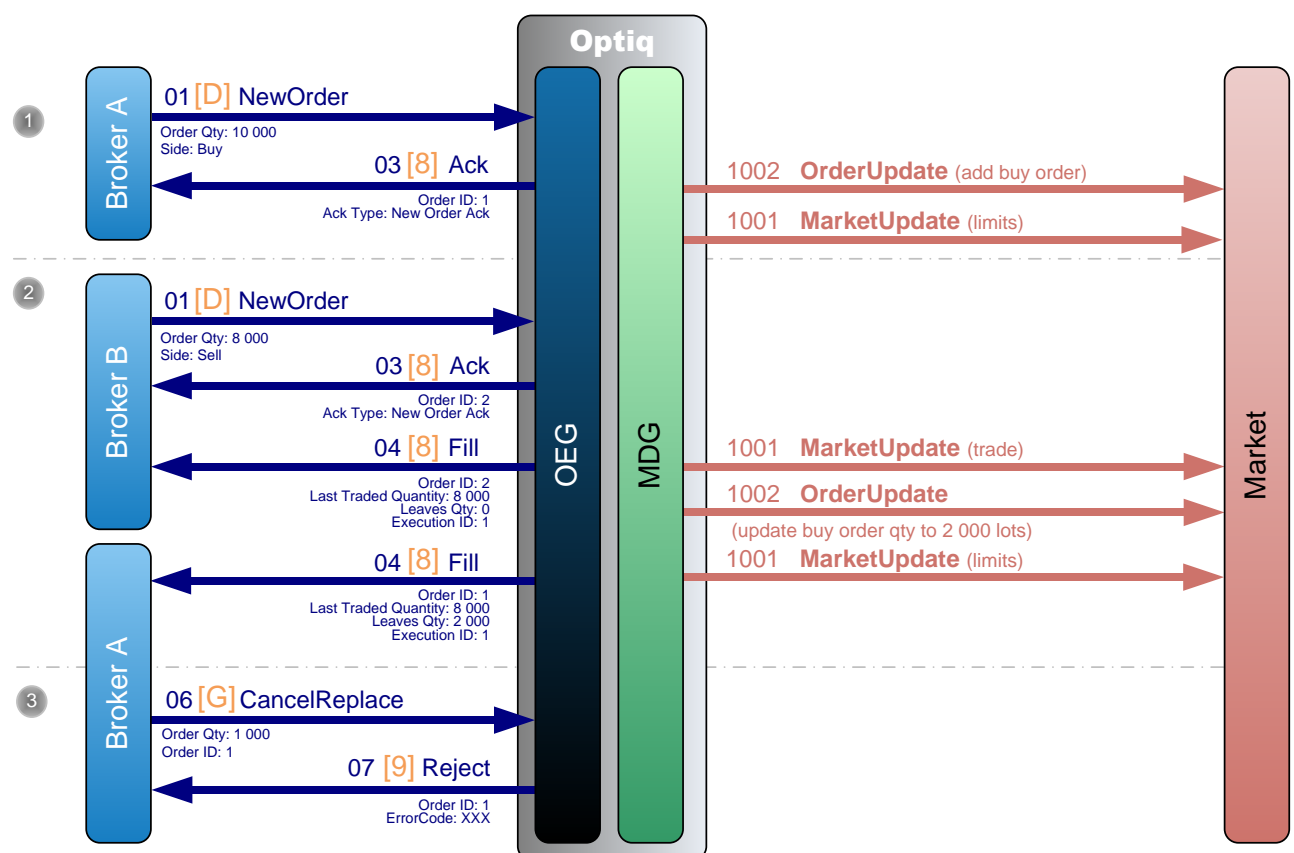 Optiq
1
Broker A
01 [D] NewOrder
Order Qty: 10 000
Side: Buy
03 [8] Ack
Order ID: 1
Ack Type: New Order Ack
1002 OrderUpdate (add buy order)
1001 MarketUpdate (limits)
2
Broker B
01 [D] NewOrder
Order Qty: 8 000
Side: Sell
03 [8] Ack
Order ID: 2
Ack Type: New Order Ack
04 [8] Fill
Order ID: 2
Last Traded Quantity: 8 000
Leaves Qty: 0
Execution ID: 1
OEG
MDG
1001 MarketUpdate (trade)
1002 OrderUpdate
(update buy order qty to 2 000 lots)
1001 MarketUpdate (limits)
Market
Broker A
04 [8] Fill
Order ID: 1
Last Traded Quantity: 8 000
Leaves Qty: 2 000
Execution ID: 1
3
06 [G] CancelReplace
Order Qty: 1 000
Order ID: 1
07 [9] Reject
Order ID: 1
ErrorCode: XXX